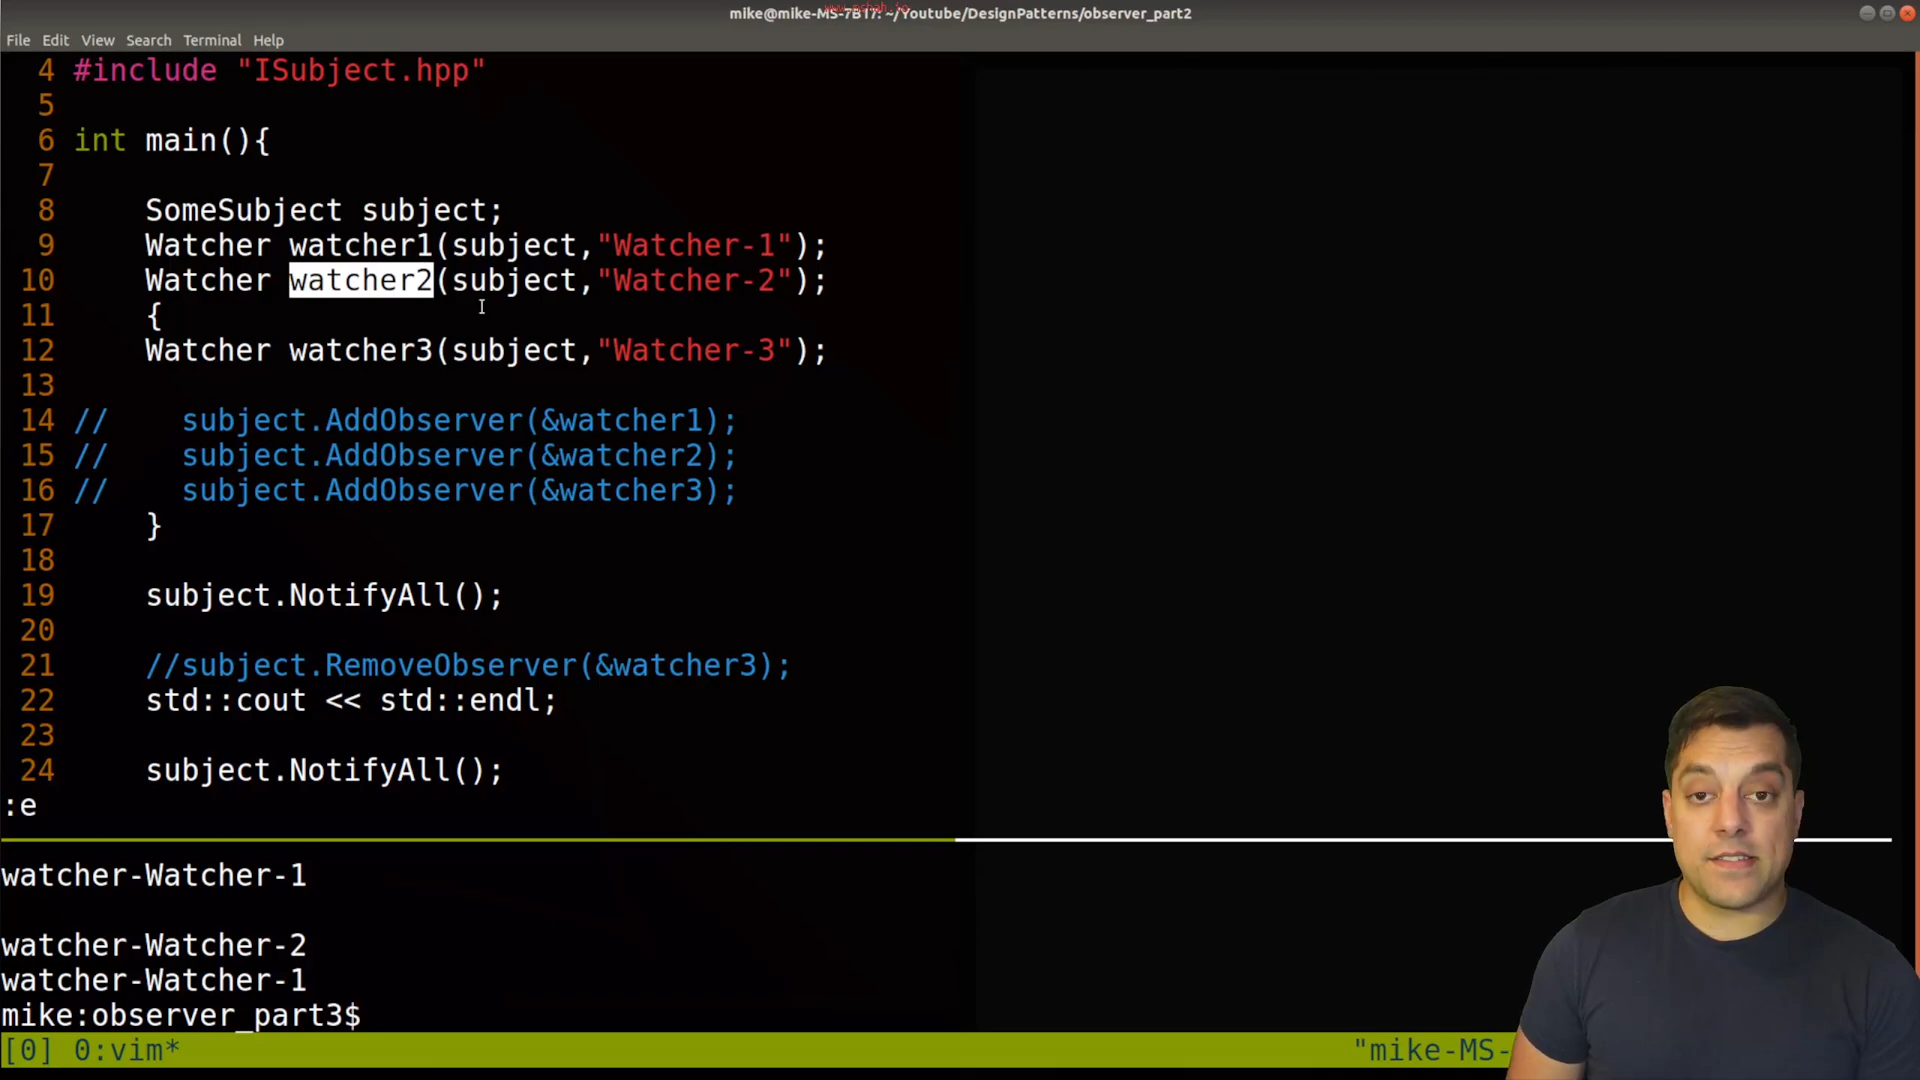 www.mshah.io
mike@mike-MS-7B17: ~/Youtube/DesignPatterns/observer_part2
File Edit View Search Terminal Help
4 #include "ISubject.hpp"
5
6 int main(){
7
8 SomeSubject subject;
9 Watcher watcher1(subject,"Watcher-1");
10 Watcher watcher2(subject,"Watcher-2");
11 {
12 Watcher watcher3(subject,"Watcher-3");
13
14 // subject.AddObserver(&watcher1);
15 // subject.AddObserver(&watcher2);
16 // subject.AddObserver(&watcher3);
17 }
18
19 subject.NotifyAll();
20
21 //subject.RemoveObserver(&watcher3);
22 std::cout << std::endl;
23
24 subject.NotifyAll();
:e
watcher-Watcher-1
watcher-Watcher-2
watcher-Watcher-1
mike:observer_part3$
[0] 0:vim* "mike-MS-